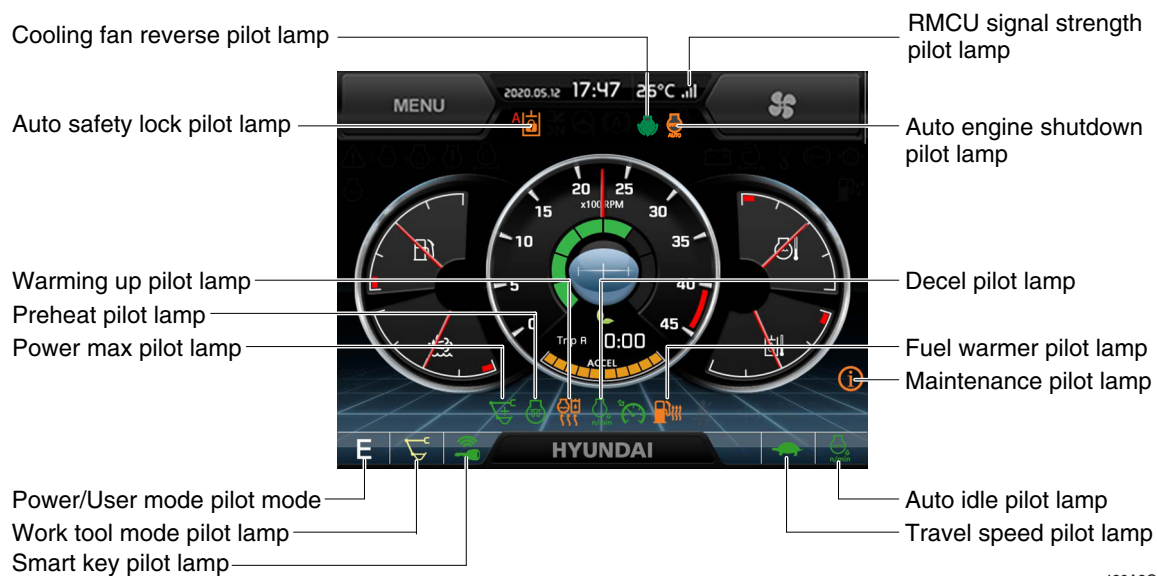 Cooling fan reverse pilot lamp
RMCU signal strength
pilot lamp
MENU
2020.05.12 17:47 26°C
Auto safety lock pilot lamp
A
AUTO
Auto engine shutdown
pilot lamp
20 25
x100RPM
15 30
10 35
5 40
0 45
Warming up pilot lamp
Decel pilot lamp
Preheat pilot lamp
Trip A 0:00
Power max pilot lamp
ACCEL
Fuel warmer pilot lamp
Maintenance pilot lamp
n/min
E
HYUNDAI
n/min
Power/User mode pilot mode
Auto idle pilot lamp
Work tool mode pilot lamp
Travel speed pilot lamp
Smart key pilot lamp